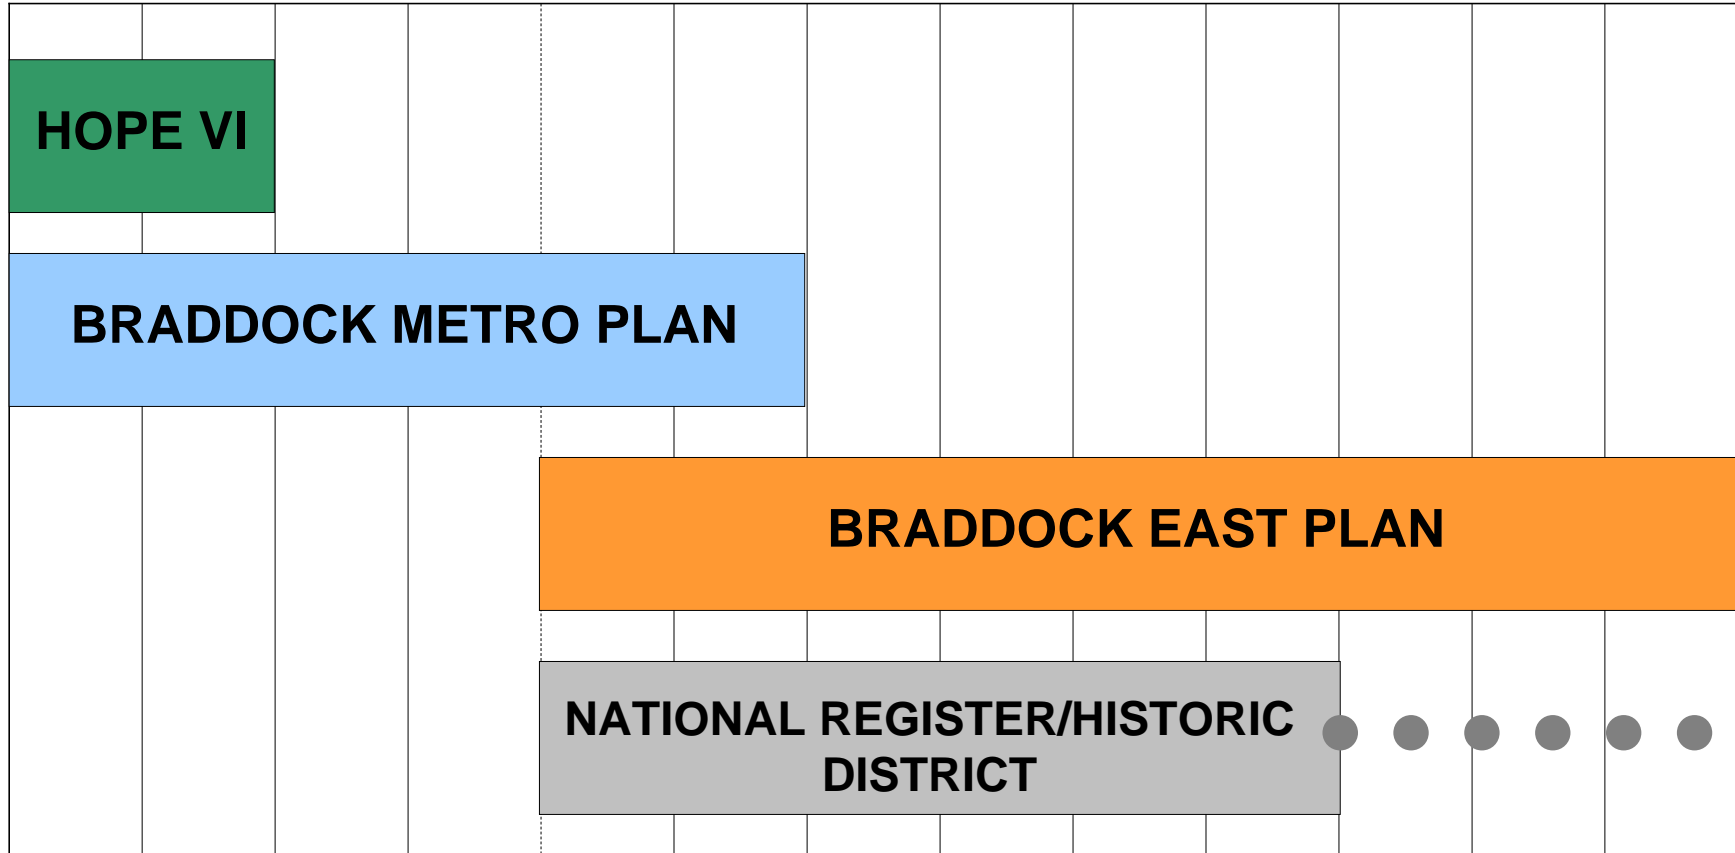 HOPE VI
BRADDOCK METRO PLAN
BRADDOCK EAST PLAN
NATIONAL REGISTER/HISTORIC
DISTRICT